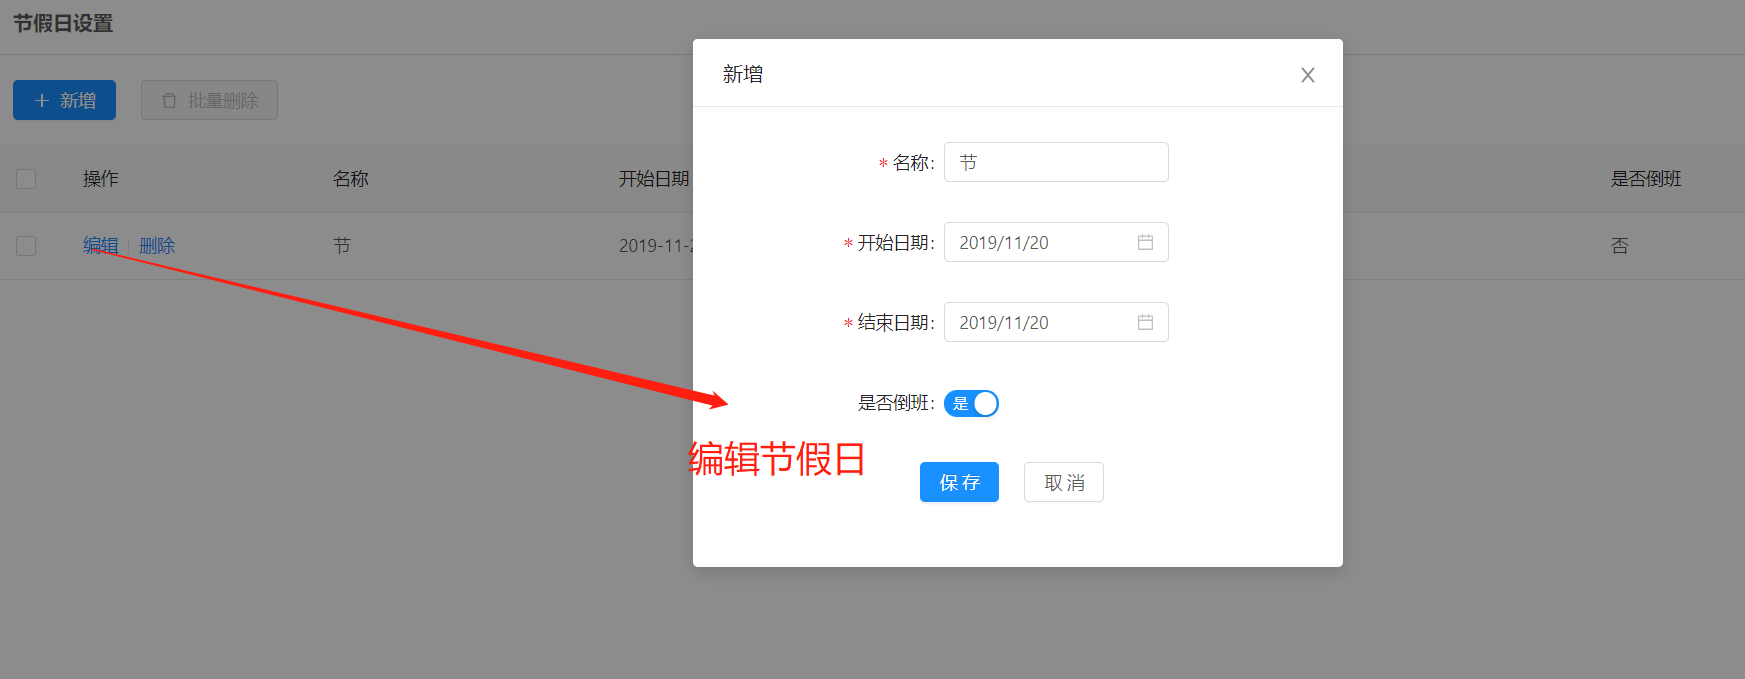 节假日设置
新增
批量删除
操作 名称 开始日期 是否倒班
编辑 删除 节 2019-11-2 否
新增
* 名称: 节
* 开始日期: 2019/11/20
* 结束日期: 2019/11/20
是否倒班: 是
编辑节假日
保存 取消